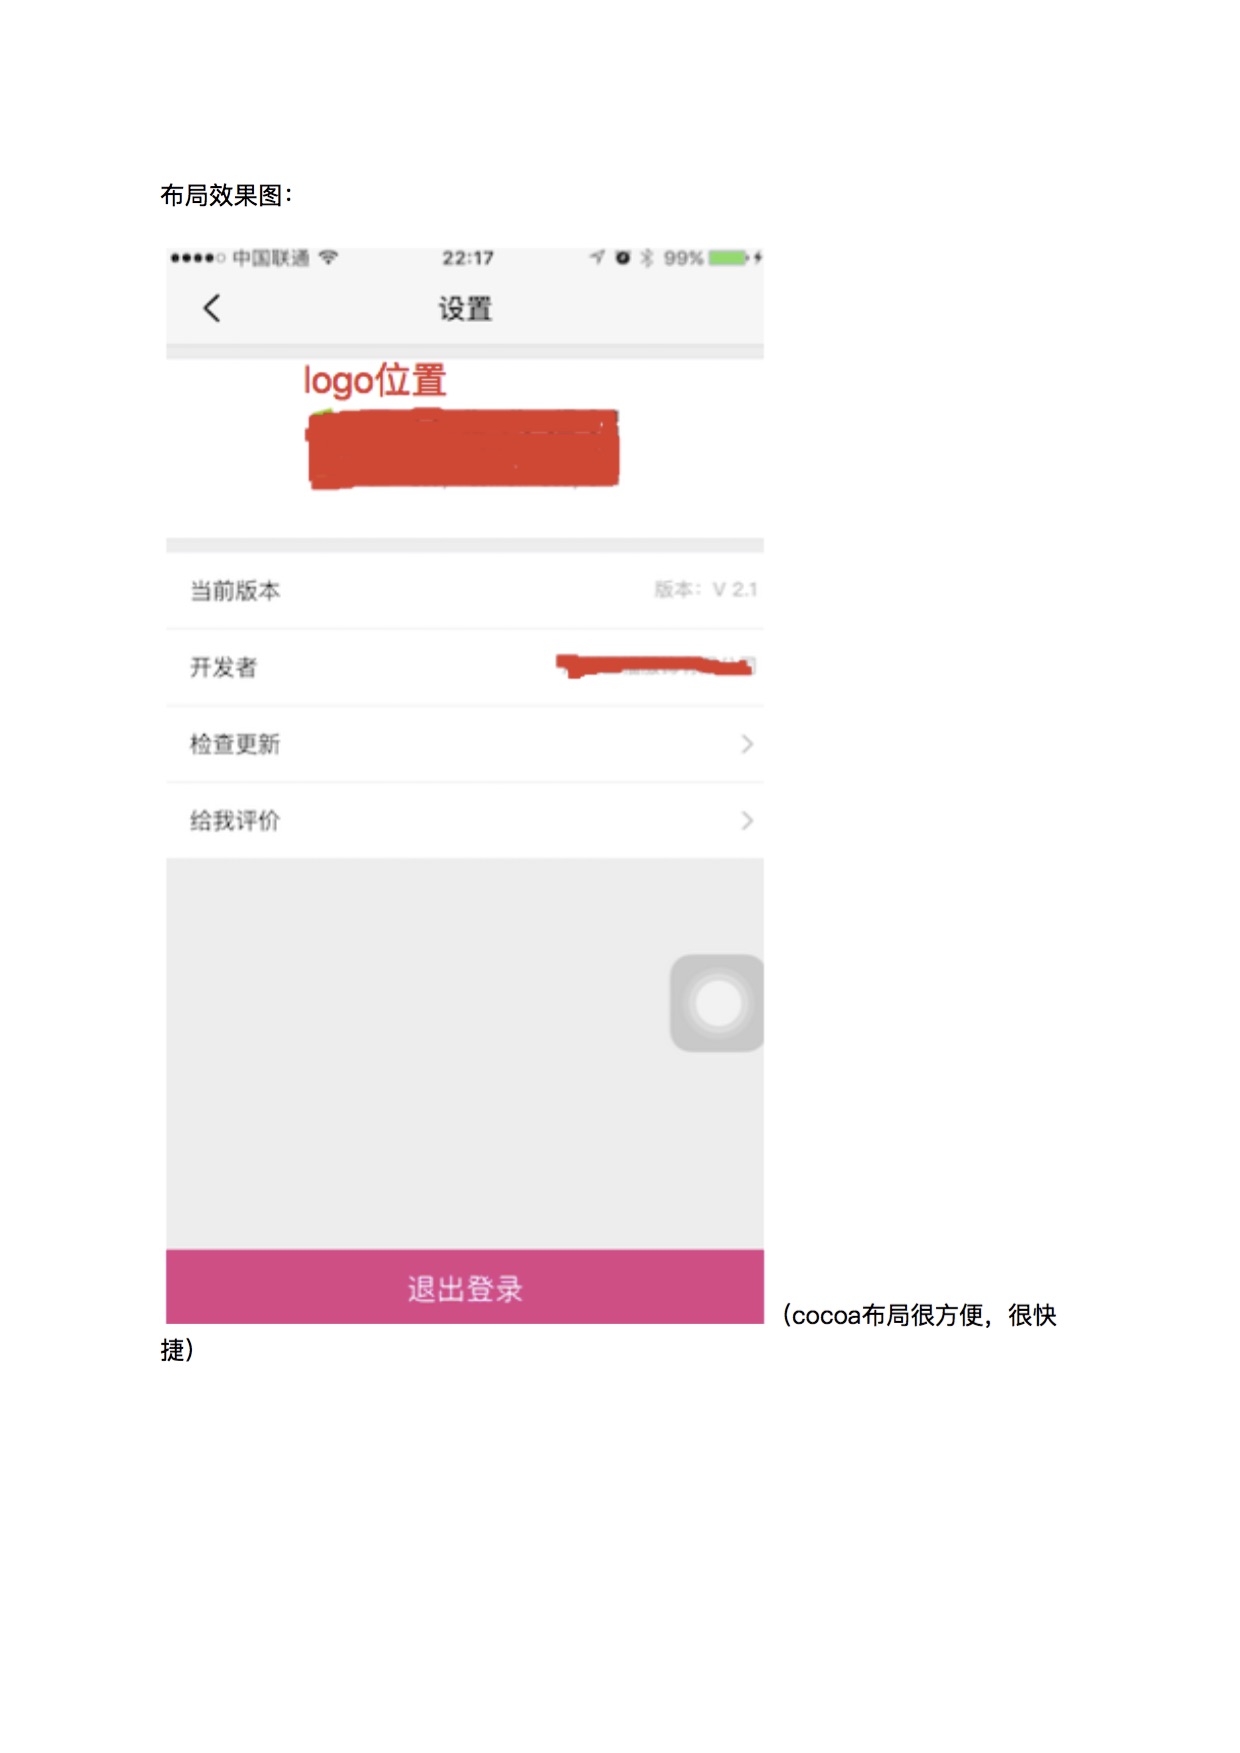 布局效果图：
中国联通 22:17 99%
设置
logo位置
当前版本 版本：V 2.1
开发者
检查更新
给我评价
退出登录
（cocoa布局很方便，很快
捷）